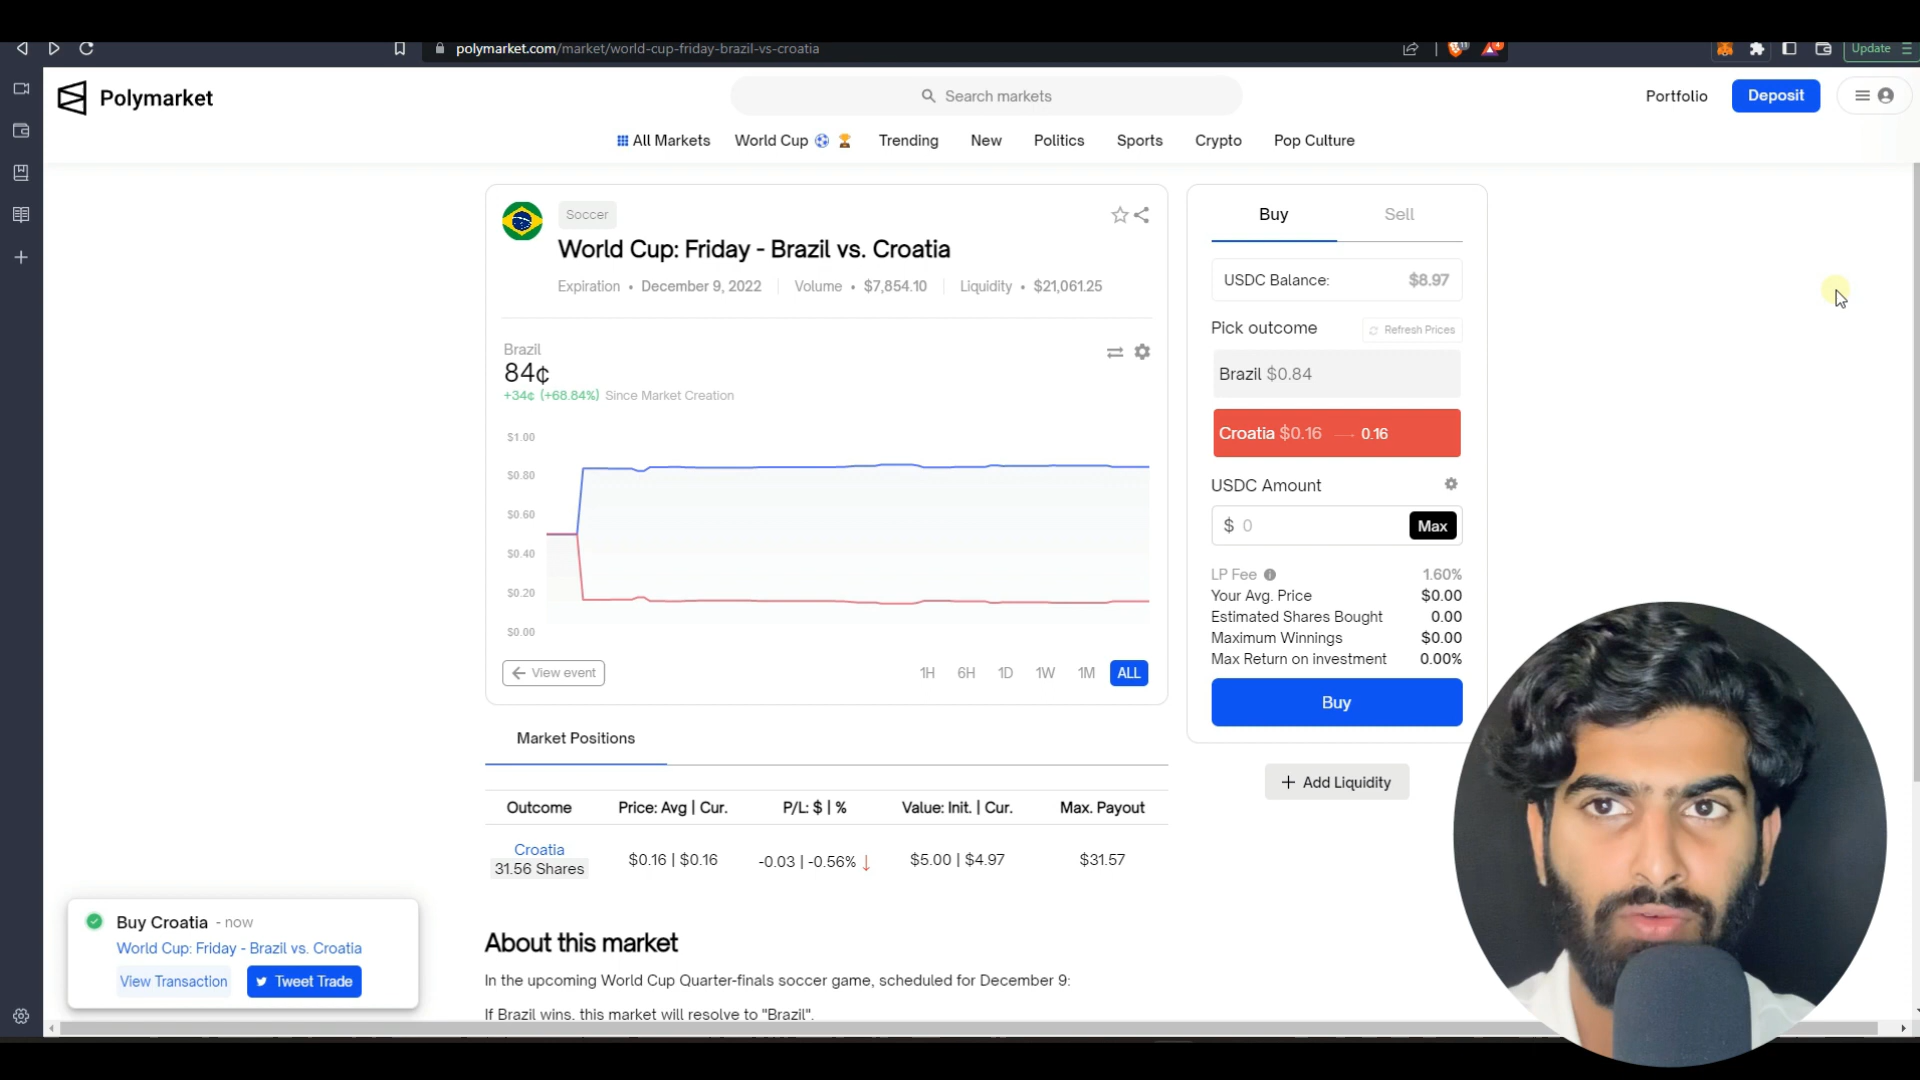 polymarket.com/market/world-cup-friday-brazil-vs-croatia
Update
Polymarket
Search markets
Portfolio
Deposit
All Markets
World Cup
Trending
New
Politics
Sports
Crypto
Pop Culture
Soccer
World Cup: Friday - Brazil vs. Croatia
Expiration • December 9, 2022
Volume • $7,854.10
Liquidity • $21,061.25
Brazil
84¢
+34¢ (+68.84%) Since Market Creation
$1.00
$0.80
$0.60
$0.40
$0.20
$0.00
View event
1H 6H 1D 1W 1M ALL
Buy
Sell
USDC Balance: $8.97
Pick outcome
Refresh Prices
Brazil $0.84
Croatia $0.16 → 0.16
USDC Amount
$ 0
Max
LP Fee 1.60%
Your Avg. Price $0.00
Estimated Shares Bought 0.00
Maximum Winnings $0.00
Max Return on investment 0.00%
Buy
+ Add Liquidity
Market Positions
Outcome Price: Avg | Cur. P/L: $ | % Value: Init. | Cur. Max. Payout
Croatia
31.56 Shares
$0.16 | $0.16 -0.03 | -0.56% ↓ $5.00 | $4.97 $31.57
About this market
In the upcoming World Cup Quarter-finals soccer game, scheduled for December 9:
If Brazil wins, this market will resolve to "Brazil".
Buy Croatia - now
World Cup: Friday - Brazil vs. Croatia
View Transaction
Tweet Trade